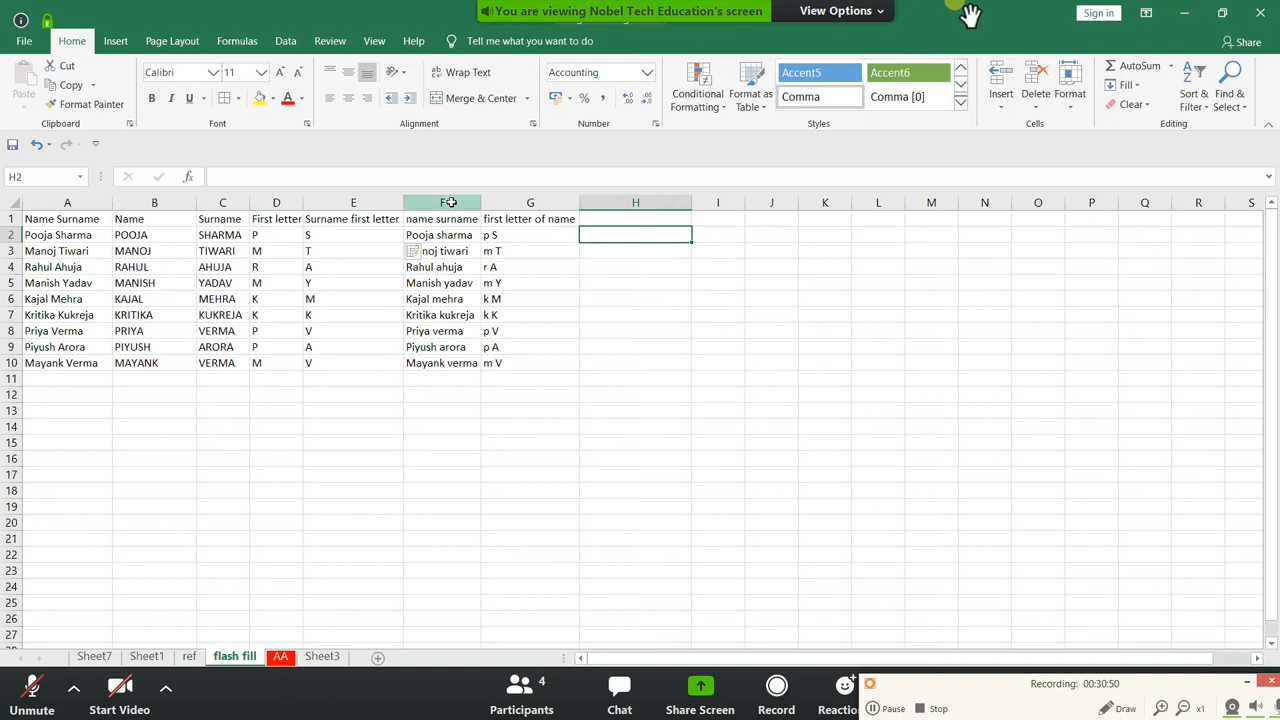 You are viewing Nobel Tech Education's screen
View Options
Sign in
File Home Insert Page Layout Formulas Data Review View Help Tell me what you want to do Share
Paste
Cut
Copy
Format Painter
Clipboard
Calibri 11
B I U A
Font
Wrap Text
Merge & Center
Alignment
Accounting
% ,
Number
Conditional Formatting
Format as Table
Accent5 Accent6
Comma Comma [0]
Styles
Insert Delete Format
Cells
AutoSum
Fill
Clear
Sort & Filter
Find & Select
Editing
H2 fx
A B C D E F G H I J K L M N O P Q R S
1 Name Surname Name Surname First letter Surname first letter name surname first letter of name
2 Pooja Sharma POOJA SHARMA P S Pooja sharma p S
3 Manoj Tiwari MANOJ TIWARI M T noj tiwari m T
4 Rahul Ahuja RAHUL AHUJA R A Rahul ahuja r A
5 Manish Yadav MANISH YADAV M Y Manish yadav m Y
6 Kajal Mehra KAJAL MEHRA K M Kajal mehra k M
7 Kritika Kukreja KRITIKA KUKREJA K K Kritika kukreja k K
8 Priya Verma PRIYA VERMA P V Priya verma p V
9 Piyush Arora PIYUSH ARORA P A Piyush arora p A
10 Mayank Verma MAYANK VERMA M V Mayank verma m V
11
12
13
14
15
16
17
18
19
20
21
22
23
24
25
26
27
Sheet7 Sheet1 ref flash fill AA Sheet3
Unmute
Start Video
4
Participants
Chat
Share Screen
Record
Reactio
Recording: 00:30:50
Pause Stop Draw x1